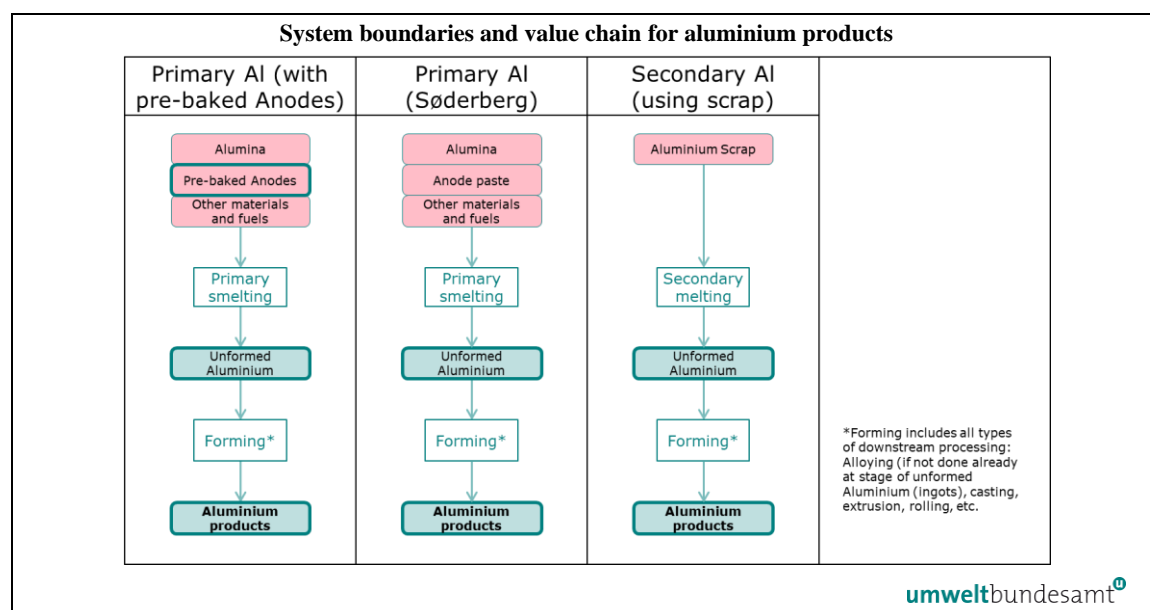 System boundaries and value chain for aluminium products
Primary Al (with
pre-baked Anodes)
Primary Al
(Søderberg)
Secondary Al
(using scrap)
Alumina
Pre-baked Anodes
Other materials
and fuels
Primary
smelting
Unformed
Aluminium
Forming*
Aluminium
products
Alumina
Anode paste
Other materials
and fuels
Primary
smelting
Unformed
Aluminium
Forming*
Aluminium
products
Aluminium Scrap
Secondary
melting
Unformed
Aluminium
Forming*
Aluminium
products
*Forming includes all types
of downstream processing:
Alloying (if not done already
at stage of unformed
Aluminium (ingots), casting,
extrusion, rolling, etc.
umweltbundesamt u